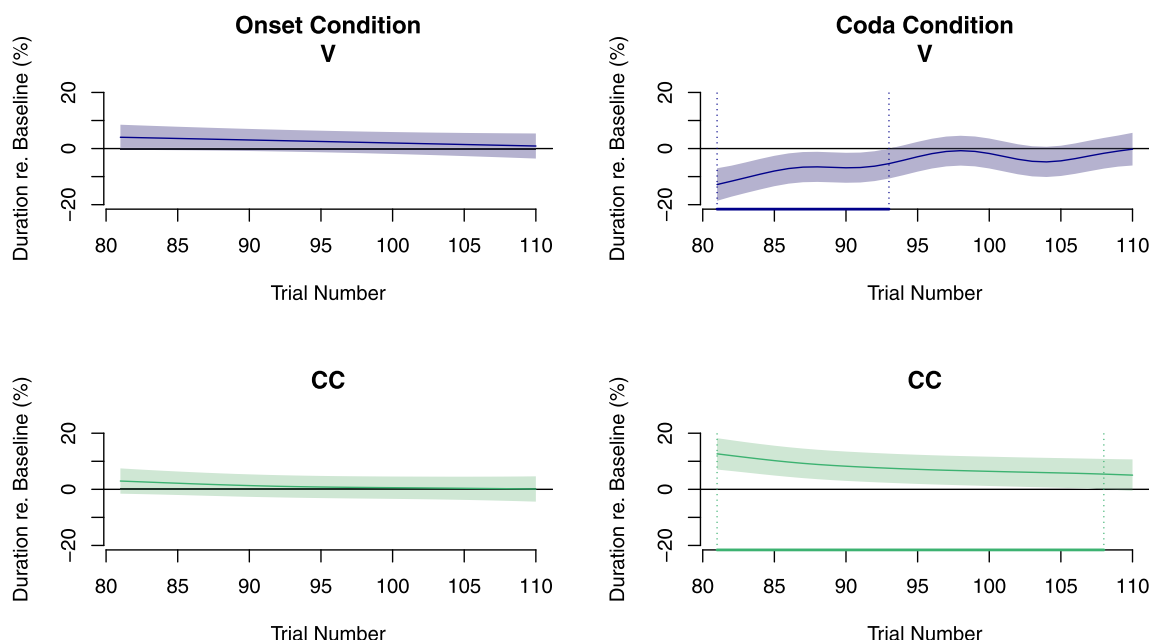 Onset Condition
V
Duration re. Baseline (%)
20
0
−20
80 85 90 95 100 105 110
Trial Number
Coda Condition
V
Duration re. Baseline (%)
20
0
−20
80 85 90 95 100 105 110
Trial Number
CC
Duration re. Baseline (%)
20
0
−20
80 85 90 95 100 105 110
Trial Number
CC
Duration re. Baseline (%)
20
0
−20
80 85 90 95 100 105 110
Trial Number